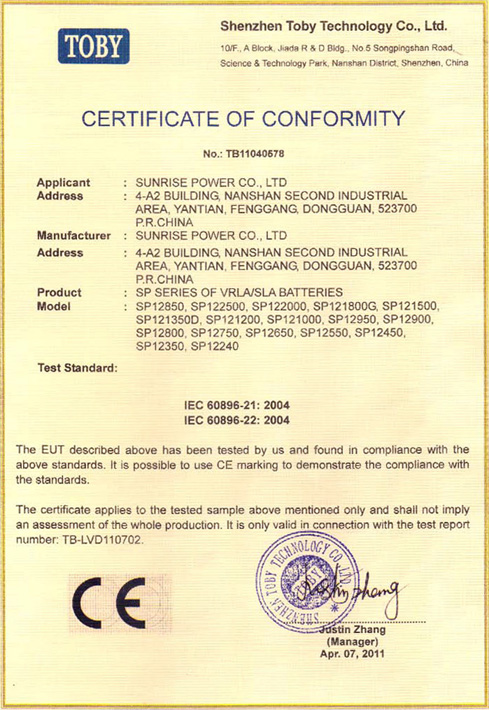 TOBY
Shenzhen Toby Technology Co., Ltd.
10/F., A Block, Jiada R & D Bldg., No.5 Songpingshan Road,
Science & Technology Park, Nanshan District, Shenzhen, China
CERTIFICATE OF CONFORMITY
No.: TB11040578
Applicant : SUNRISE POWER CO., LTD
Address : 4-A2 BUILDING, NANSHAN SECOND INDUSTRIAL
AREA, YANTIAN, FENGGANG, DONGGUAN, 523700
P.R.CHINA
Manufacturer : SUNRISE POWER CO., LTD
Address : 4-A2 BUILDING, NANSHAN SECOND INDUSTRIAL
AREA, YANTIAN, FENGGANG, DONGGUAN, 523700
P.R.CHINA
Product : SP SERIES OF VRLA/SLA BATTERIES
Model : SP12850, SP122500, SP122000, SP121800G, SP121500,
SP121350D, SP121200, SP121000, SP12950, SP12900,
SP12800, SP12750, SP12650, SP12550, SP12450,
SP12350, SP12240
Test Standard:
IEC 60896-21: 2004
IEC 60896-22: 2004
The EUT described above has been tested by us and found in compliance with the
above standards. It is possible to use CE marking to demonstrate the compliance with
the standards.
The certificate applies to the tested sample above mentioned only and shall not imply
an assessment of the whole production. It is only valid in connection with the test report
number: TB-LVD110702.
CE
SHENZHEN TOBY TECHNOLOGY CO., LTD.
TOBY
Justin zhang
Justin Zhang
(Manager)
Apr. 07, 2011